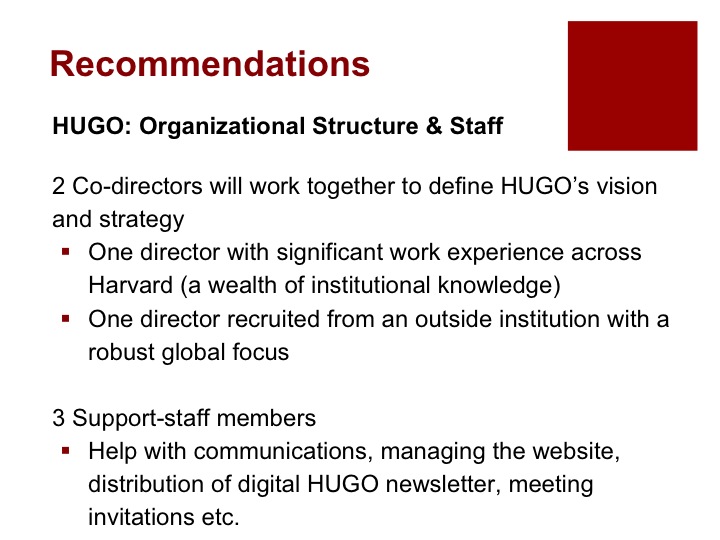 Recommendations
HUGO: Organizational Structure & Staff
2 Co-directors will work together to define HUGO’s vision
and strategy
▪ One director with significant work experience across
Harvard (a wealth of institutional knowledge)
▪ One director recruited from an outside institution with a
robust global focus
3 Support-staff members
▪ Help with communications, managing the website,
distribution of digital HUGO newsletter, meeting
invitations etc.